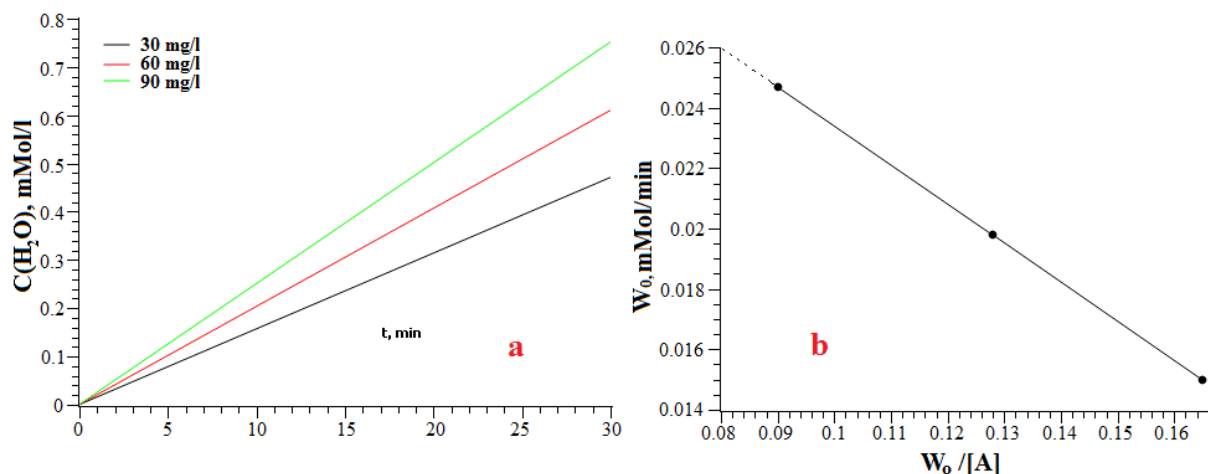 0.8
0.7
0.6
0.5
0.4
0.3
0.2
0.1
0
C(H₂O), mMol/l
30 mg/l
60 mg/l
90 mg/l
t, min
a
0 5 10 15 20 25 30
0.026
0.024
0.022
0.02
0.018
0.016
0.014
W₀, mMol/min
b
0.08 0.09 0.1 0.11 0.12 0.13 0.14 0.15 0.16
W₀ /[A]